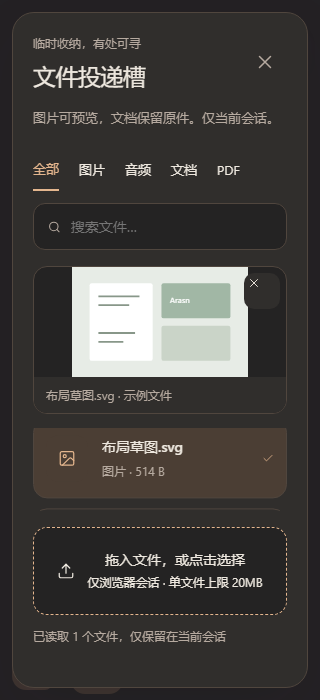 临时收纳，有处可寻
文件投递槽
图片可预览，文档保留原件。仅当前会话。
全部 图片 音频 文档 PDF
搜索文件...
Arasn
布局草图.svg · 示例文件
布局草图.svg
图片 · 514 B
拖入文件，或点击选择
仅浏览器会话 · 单文件上限 20MB
已读取 1 个文件，仅保留在当前会话